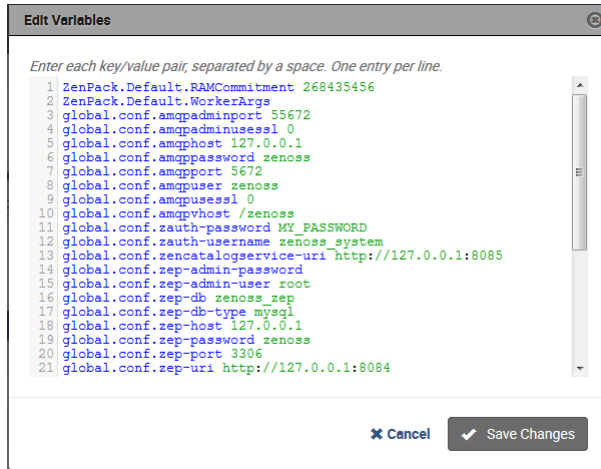 Edit Variables
Enter each key/value pair, separated by a space. One entry per line.
1 ZenPack.Default.RAMCommitment 268435456
2 ZenPack.Default.WorkerArgs
3 global.conf.amqpadminport 55672
4 global.conf.amqpadminusessl 0
5 global.conf.amqphost 127.0.0.1
6 global.conf.amqppassword zenoss
7 global.conf.amqpport 5672
8 global.conf.amqpuser zenoss
9 global.conf.amqpusessl 0
10 global.conf.amqpvhost /zenoss
11 global.conf.zauth-password MY_PASSWORD
12 global.conf.zauth-username zenoss_system
13 global.conf.zencatalogservice-uri http://127.0.0.1:8085
14 global.conf.zep-admin-password
15 global.conf.zep-admin-user root
16 global.conf.zep-db zenoss_zep
17 global.conf.zep-db-type mysql
18 global.conf.zep-host 127.0.0.1
19 global.conf.zep-password zenoss
20 global.conf.zep-port 3306
21 global.conf.zep-uri http://127.0.0.1:8084
Cancel Save Changes